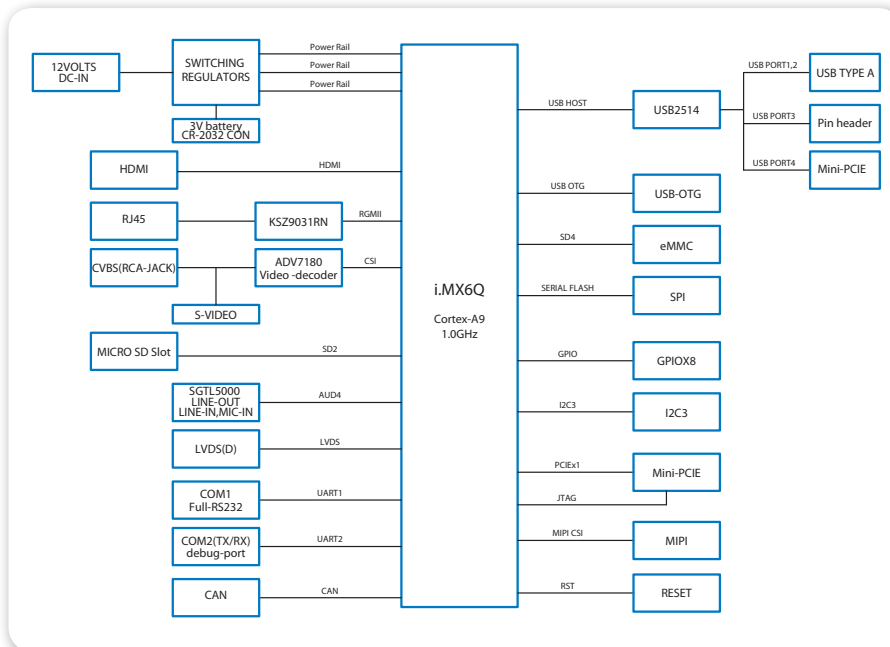 12VOLTS
DC-IN
SWITCHING
REGULATORS
Power Rail
Power Rail
Power Rail
3V battery
CR-2032 CON
HDMI
HDMI
RJ45
KSZ9031RN
RGMII
CVBS(RCA-JACK)
ADV7180
Video -decoder
CSI
S-VIDEO
MICRO SD Slot
SD2
SGTL5000
LINE-OUT
LINE-IN,MIC-IN
AUD4
LVDS(D)
LVDS
COM1
Full-RS232
UART1
COM2(TX/RX)
debug-port
UART2
CAN
CAN
i.MX6Q
Cortex-A9
1.0GHz
USB HOST
USB2514
USB PORT1,2
USB TYPE A
USB PORT3
Pin header
USB PORT4
Mini-PCIE
USB OTG
USB-OTG
SD4
eMMC
SERIAL FLASH
SPI
GPIO
GPIOX8
I2C3
I2C3
PCIEx1
Mini-PCIE
JTAG
MIPI CSI
MIPI
RST
RESET